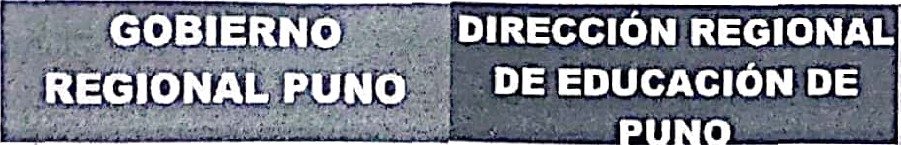 GOBIERNO
REGIONAL PUNO
DIRECCIÓN REGIONAL
DE EDUCACIÓN DE
PUNO